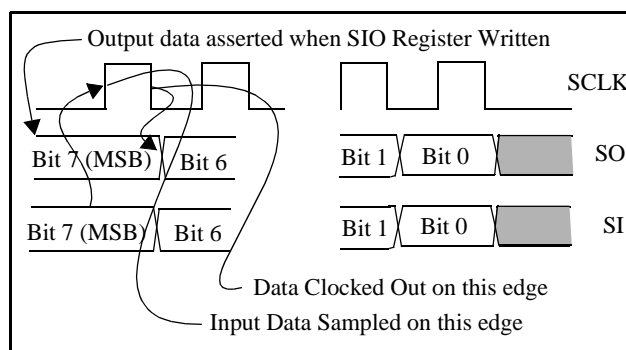 Output data asserted when SIO Register Written
SCLK
Bit 7 (MSB) Bit 6 Bit 1 Bit 0 SO
Bit 7 (MSB) Bit 6 Bit 1 Bit 0 SI
Data Clocked Out on this edge
Input Data Sampled on this edge